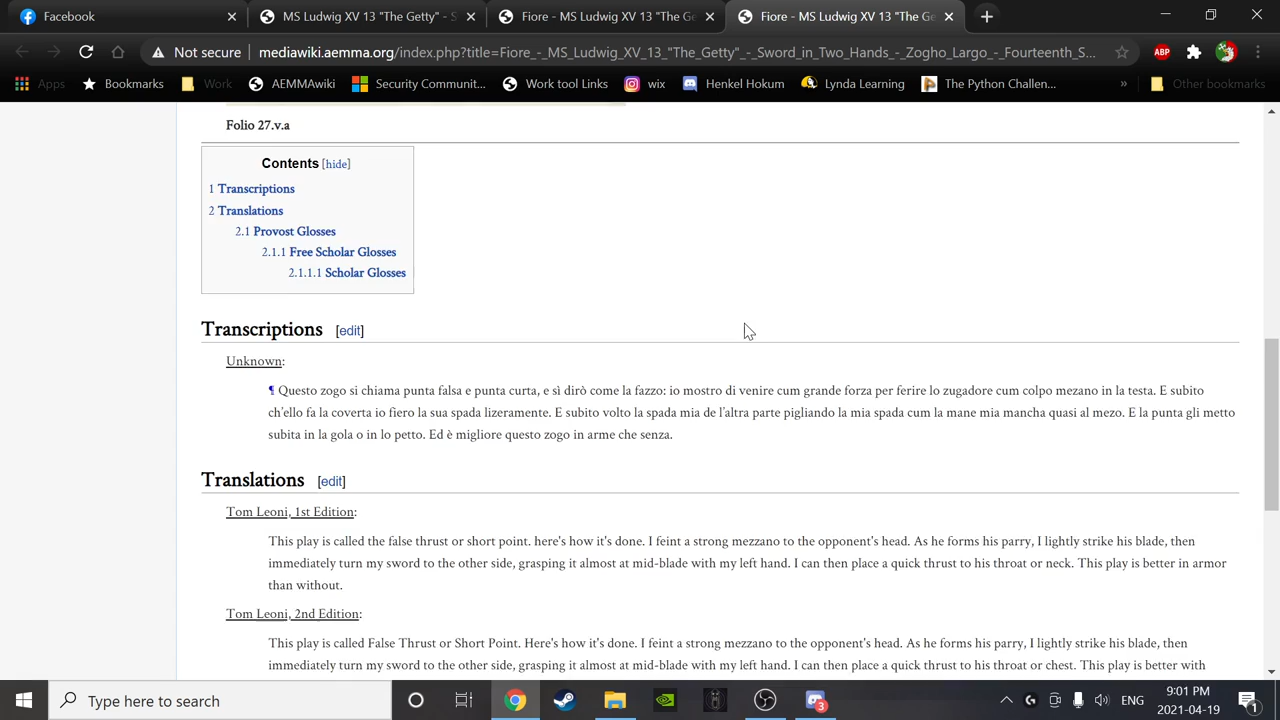 Facebook
MS Ludwig XV 13 "The Getty" - S
Fiore - MS Ludwig XV 13 "The Get
Fiore - MS Ludwig XV 13 "The Ge
Not secure
mediawiki.aemma.org/index.php?title=Fiore_-_MS_Ludwig_XV_13_"The_Getty"_-_Sword_in_Two_Hands_-_Zogho_Largo_-_Fourteenth_S...
ABP
Apps
Bookmarks
Work
AEMMAwiki
Security Communit...
Work tool Links
wix
Henkel Hokum
Lynda Learning
The Python Challen...
»
Other bookmarks
Folio 27.v.a
Contents [hide]
1 Transcriptions
2 Translations
2.1 Provost Glosses
2.1.1 Free Scholar Glosses
2.1.1.1 Scholar Glosses
Transcriptions [edit]
Unknown:
¶ Questo zogo si chiama punta falsa e punta curta, e sì dirò come la fazzo: io mostro di venire cum grande forza per ferire lo zugadore cum colpo mezano in la testa. E subito
ch'ello fa la coverta io fiero la sua spada lizeramente. E subito volto la spada mia de l'altra parte pigliando la mia spada cum la mane mia mancha quasi al mezo. E la punta gli metto
subita in la gola o in lo petto. Ed è migliore questo zogo in arme che senza.
Translations [edit]
Tom Leoni, 1st Edition:
This play is called the false thrust or short point. here's how it's done. I feint a strong mezzano to the opponent's head. As he forms his parry, I lightly strike his blade, then
immediately turn my sword to the other side, grasping it almost at mid-blade with my left hand. I can then place a quick thrust to his throat or neck. This play is better in armor
than without.
Tom Leoni, 2nd Edition:
This play is called False Thrust or Short Point. Here's how it's done. I feint a strong mezzano to the opponent's head. As he forms his parry, I lightly strike his blade, then
immediately turn my sword to the other side, grasping it almost at mid-blade with my left hand. I can then place a quick thrust to his throat or chest. This play is better with
Type here to search
3
ENG
9:01 PM
2021-04-19
1